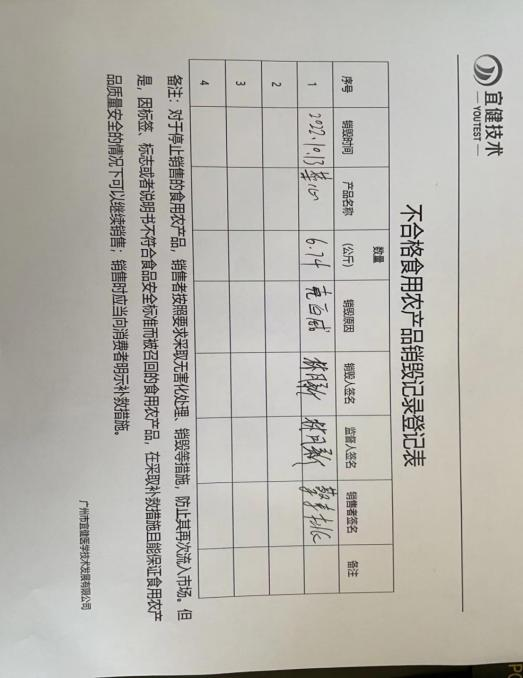 宜健技术
—YOUTEST—
不合格食用农产品销毁记录登记表
序号 销毁时间 产品名称 数量(公斤) 销毁原因 销毁人签名 监督人签名 销售者签名 备注
1 2022.10.13 菜心 6.74 克百威
2
3
4
备注：对于停止销售的食用农产品，销售者按照要求采取无害化处理、销毁等措施，防止其再次流入市场。但
是，因标签、标志或者说明书不符合食品安全标准而被召回的食用农产品，在采取补救措施且能保证食用农产
品质量安全的情况下可以继续销售；销售时应当向消费者明示补救措施。
广州市宜健医学技术发展有限公司